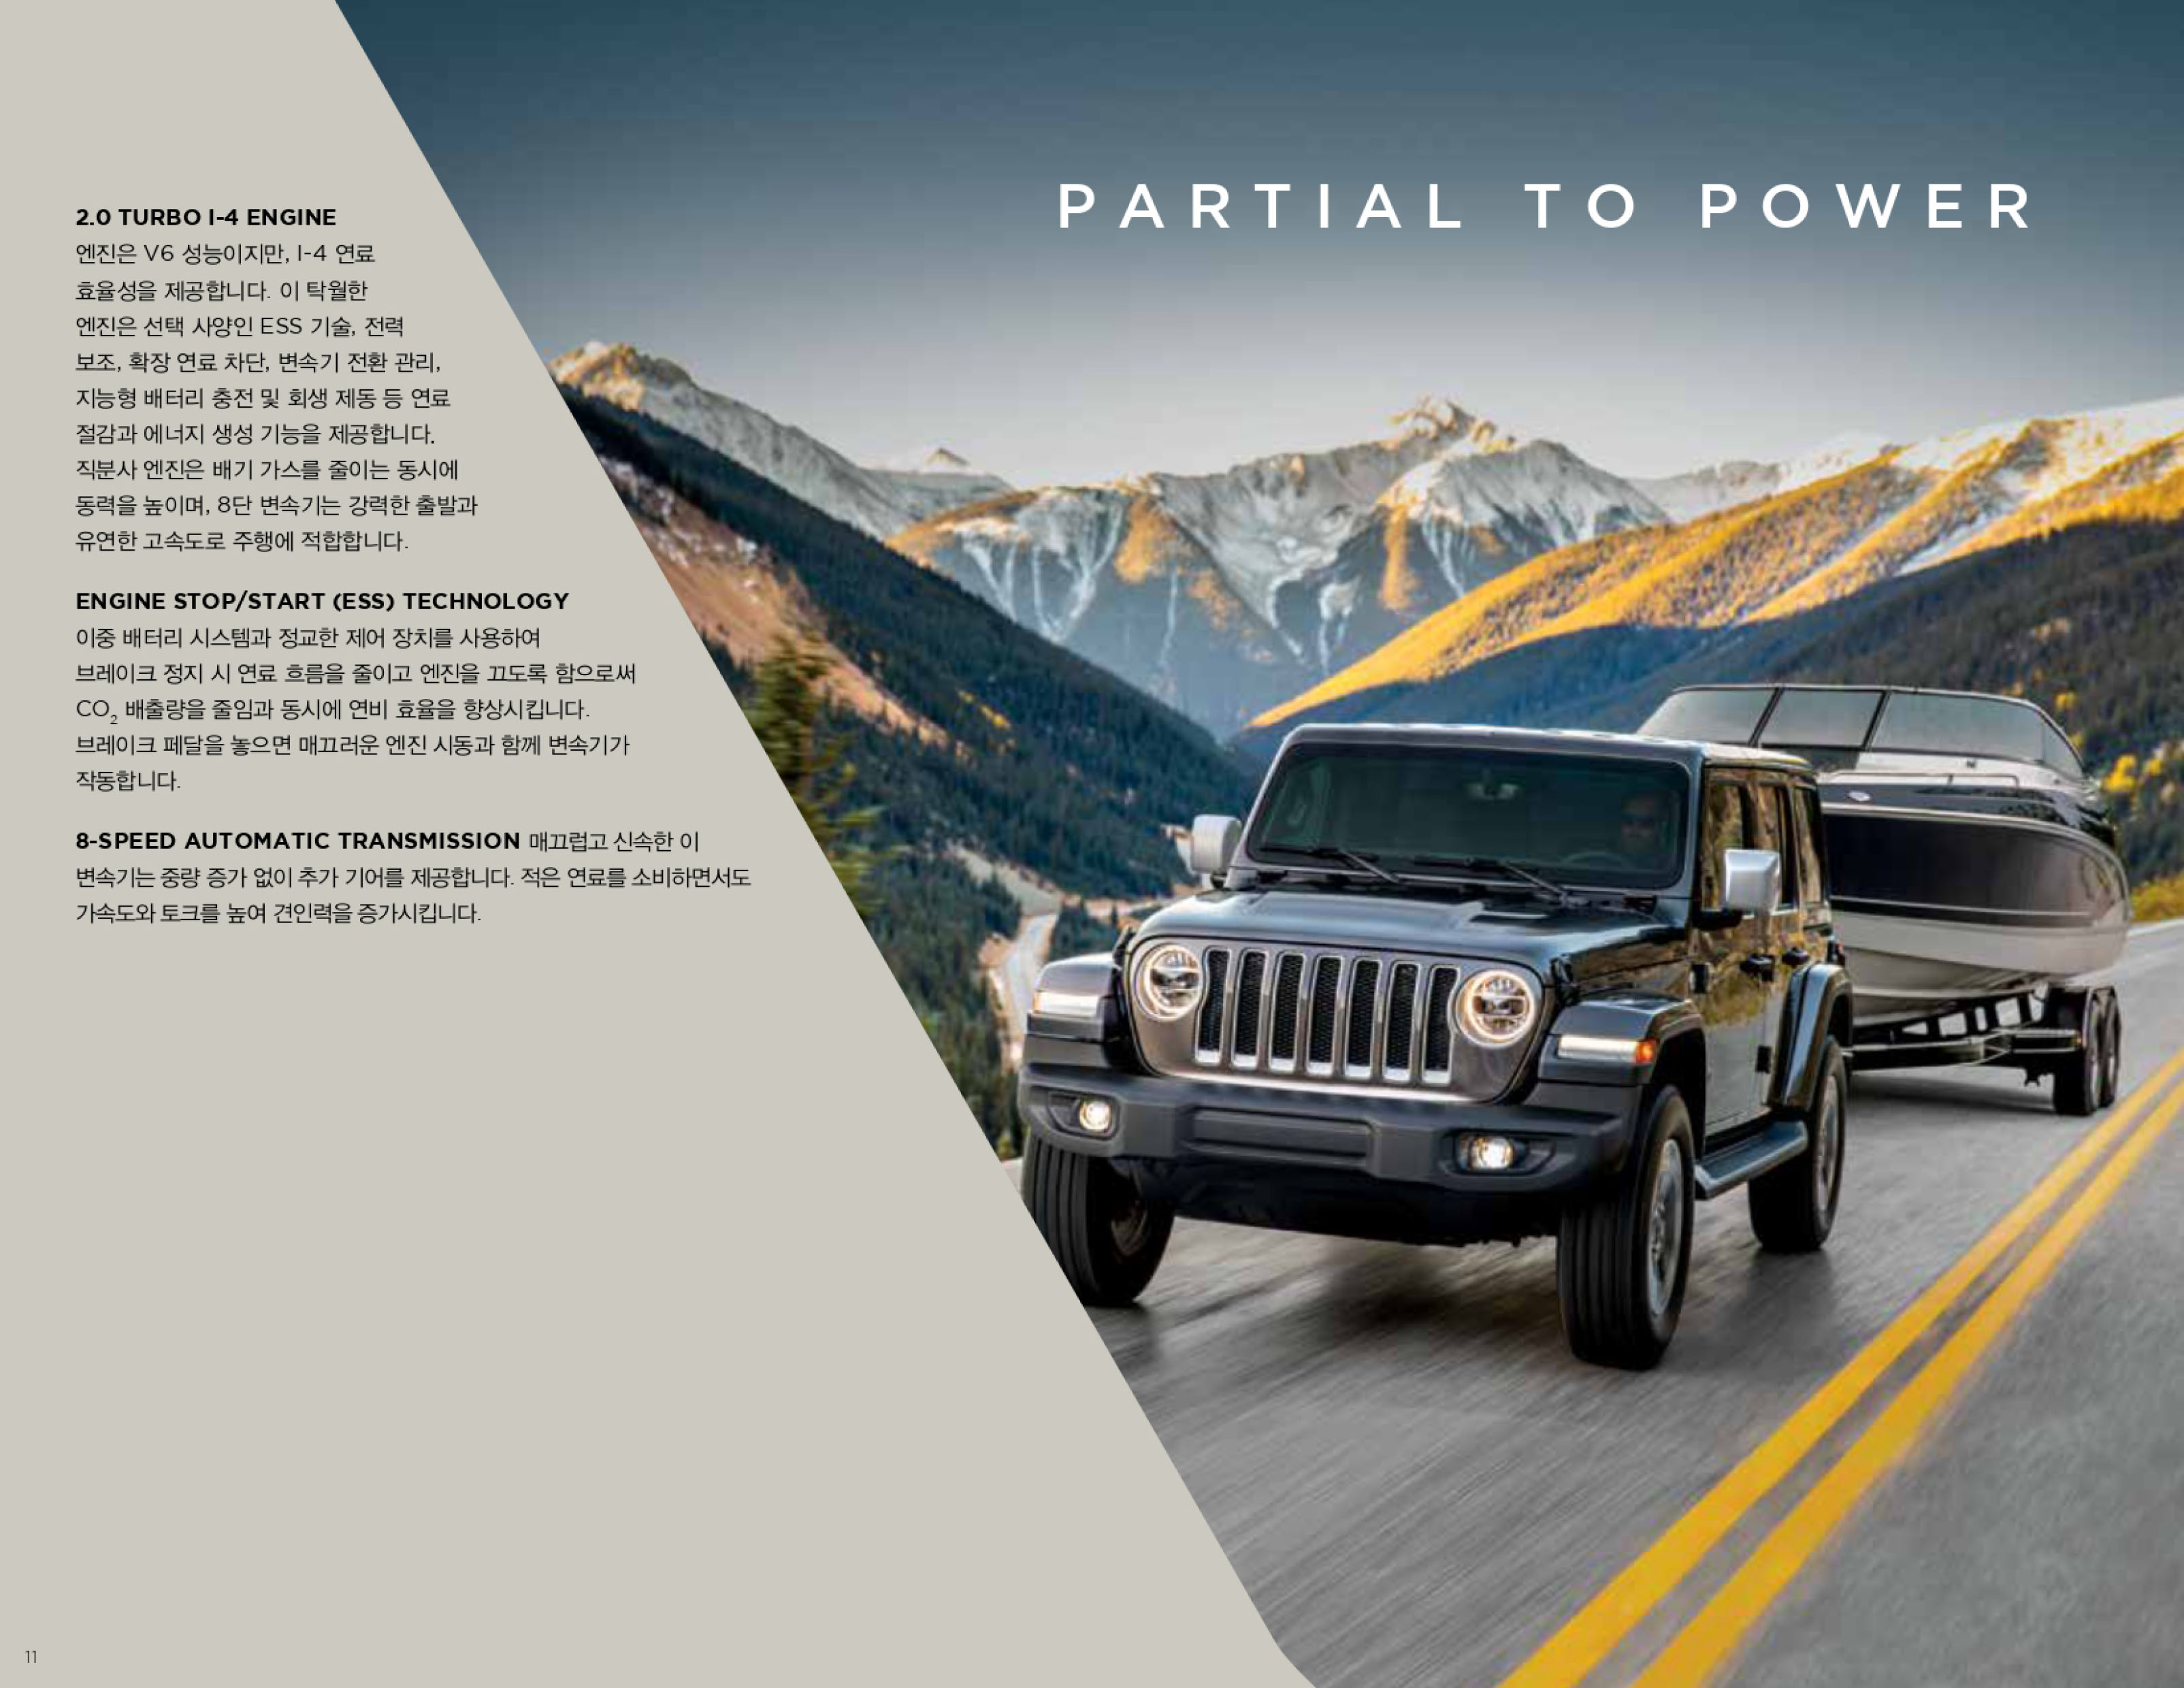 PARTIAL TO POWER
2.0 TURBO I-4 ENGINE
엔진은 V6 성능이지만, I-4 연료
효율성을 제공합니다. 이 탁월한
엔진은 선택 사양인 ESS 기술, 전력
보조, 확장 연료 차단, 변속기 전환 관리,
지능형 배터리 충전 및 회생 제동 등 연료
절감과 에너지 생성 기능을 제공합니다.
직분사 엔진은 배기 가스를 줄이는 동시에
동력을 높이며, 8단 변속기는 강력한 출발과
유연한 고속도로 주행에 적합합니다.
ENGINE STOP/START (ESS) TECHNOLOGY
이중 배터리 시스템과 정교한 제어 장치를 사용하여
브레이크 정지 시 연료 흐름을 줄이고 엔진을 끄도록 함으로써
CO₂ 배출량을 줄임과 동시에 연비 효율을 향상시킵니다.
브레이크 페달을 놓으면 매끄러운 엔진 시동과 함께 변속기가
작동합니다.
8-SPEED AUTOMATIC TRANSMISSION 매끄럽고 신속한 이
변속기는 중량 증가 없이 추가 기어를 제공합니다. 적은 연료를 소비하면서도
가속도와 토크를 높여 견인력을 증가시킵니다.
11